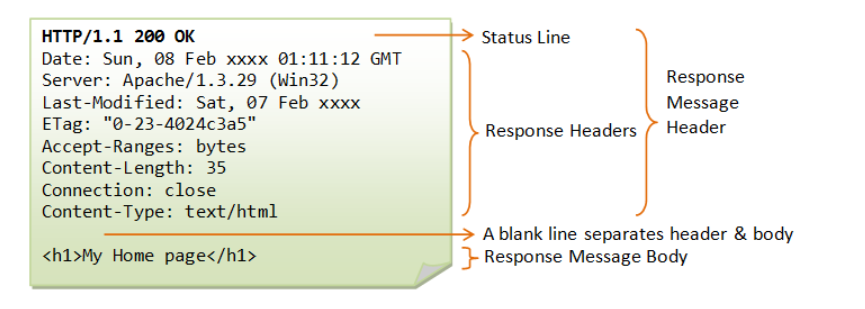 HTTP/1.1 200 OK
Date: Sun, 08 Feb xxxx 01:11:12 GMT
Server: Apache/1.3.29 (Win32)
Last-Modified: Sat, 07 Feb xxxx
ETag: "0-23-4024c3a5"
Accept-Ranges: bytes
Content-Length: 35
Connection: close
Content-Type: text/html
<h1>My Home page</h1>
Status Line
Response Headers
Response
Message
Header
A blank line separates header & body
Response Message Body